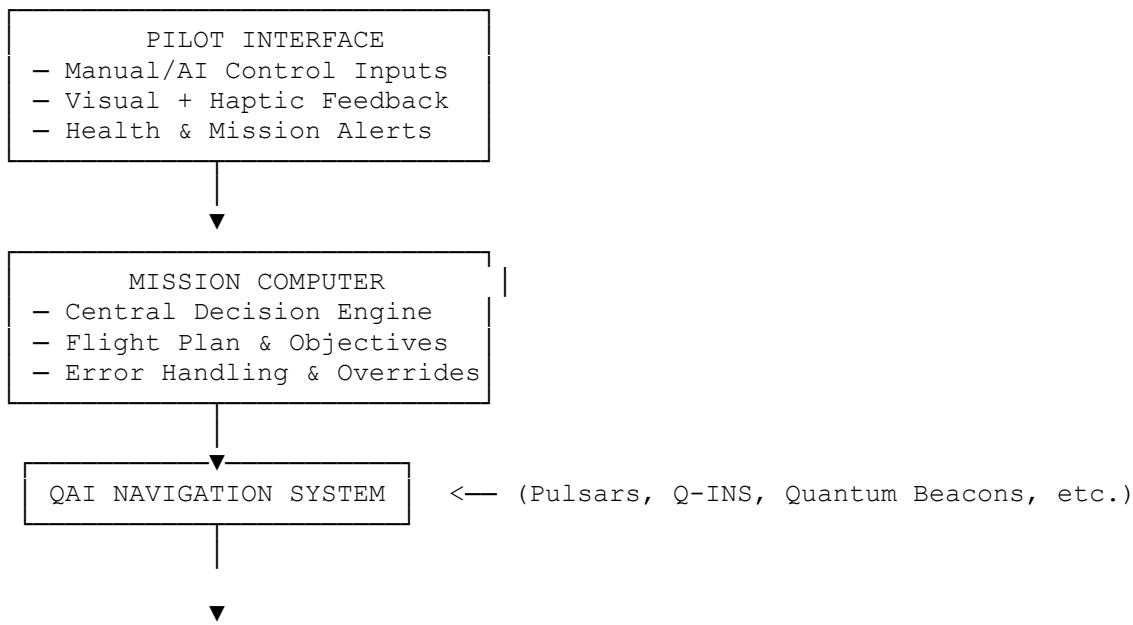 PILOT INTERFACE
─ Manual/AI Control Inputs
─ Visual + Haptic Feedback
─ Health & Mission Alerts
MISSION COMPUTER
─ Central Decision Engine
─ Flight Plan & Objectives
─ Error Handling & Overrides
QAI NAVIGATION SYSTEM <── (Pulsars, Q-INS, Quantum Beacons, etc.)